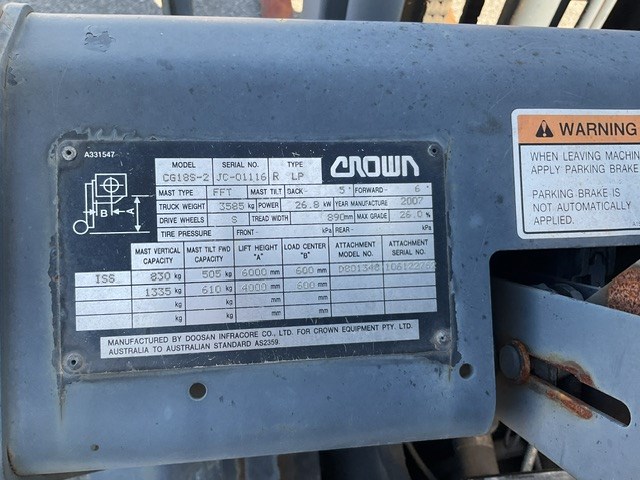 A331547
MODEL SERIAL NO. TYPE
CG18S-2 JC-01116 R LP
CROWN
MAST TYPE FFT MAST TILT BACK- 5° FORWARD- 6°
TRUCK WEIGHT 3585 kg POWER 26.8 kW YEAR MANUFACTURE 2007
DRIVE WHEELS S TREAD WIDTH 890 mm MAX GRADE 26.0 %
TIRE PRESSURE FRONT- kPa REAR- kPa
MAST VERTICAL CAPACITY MAST TILT FWD CAPACITY LIFT HEIGHT "A" LOAD CENTER "B" ATTACHMENT MODEL NO. ATTACHMENT SERIAL NO.
ISS 830 kg 505 kg 6000 mm 600 mm
1335 kg 610 kg 4000 mm 600 mm
kg kg mm mm
kg kg mm mm
B A
MANUFACTURED BY DOOSAN INFRACORE CO., LTD. FOR CROWN EQUIPMENT PTY. LTD.
AUSTRALIA TO AUSTRALIAN STANDARD AS2359.
WARNING
WHEN LEAVING MACHIN
APPLY PARKING BRAKE
PARKING BRAKE IS
NOT AUTOMATICALLY
APPLIED.